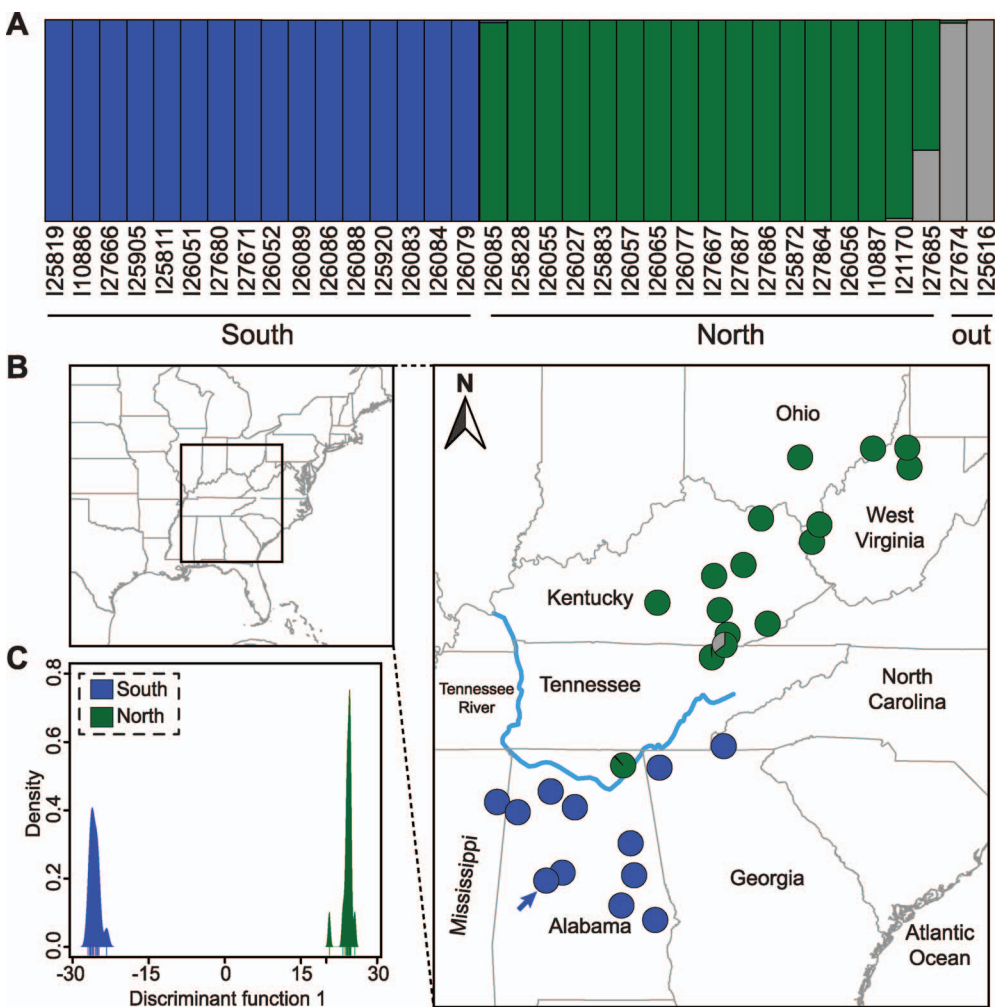 A
I25819
I10886
I27666
I25905
I25811
I26051
I27680
I27671
I26052
I26089
I26086
I26088
I25920
I26083
I26084
I26079
I26085
I25828
I26055
I26027
I25883
I26057
I26065
I26077
I27667
I27687
I27686
I25872
I27864
I26056
I10887
I21170
I27685
I27674
I25616
South
North
out
B
N
Ohio
West
Virginia
Kentucky
Tennessee
River
Tennessee
North
Carolina
Mississippi
Alabama
Georgia
Atlantic
Ocean
C
South
North
Density
0.8
0.6
0.4
0.2
0.0
-30
-15
0
15
30
Discriminant function 1